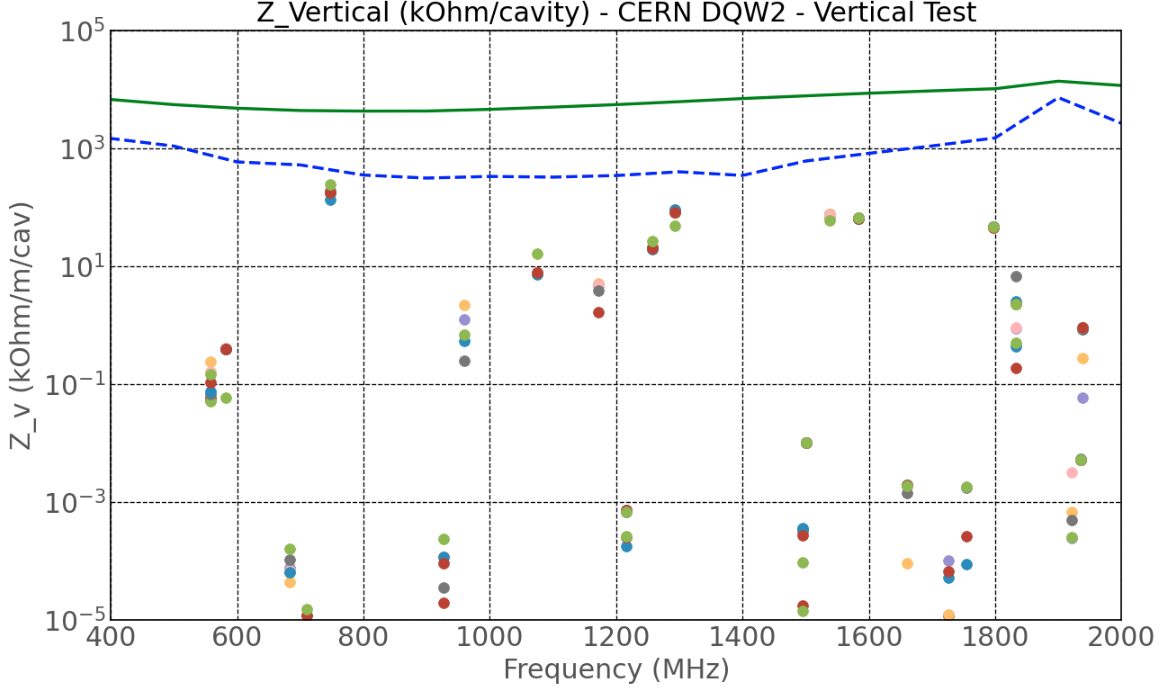 Z_Vertical (kOhm/cavity) - CERN DQW2 - Vertical Test
Z_v (kOhm/m/cav)
10^5
10^3
10^1
10^−1
10^−3
10^−5
400 600 800 1000 1200 1400 1600 1800 2000
Frequency (MHz)